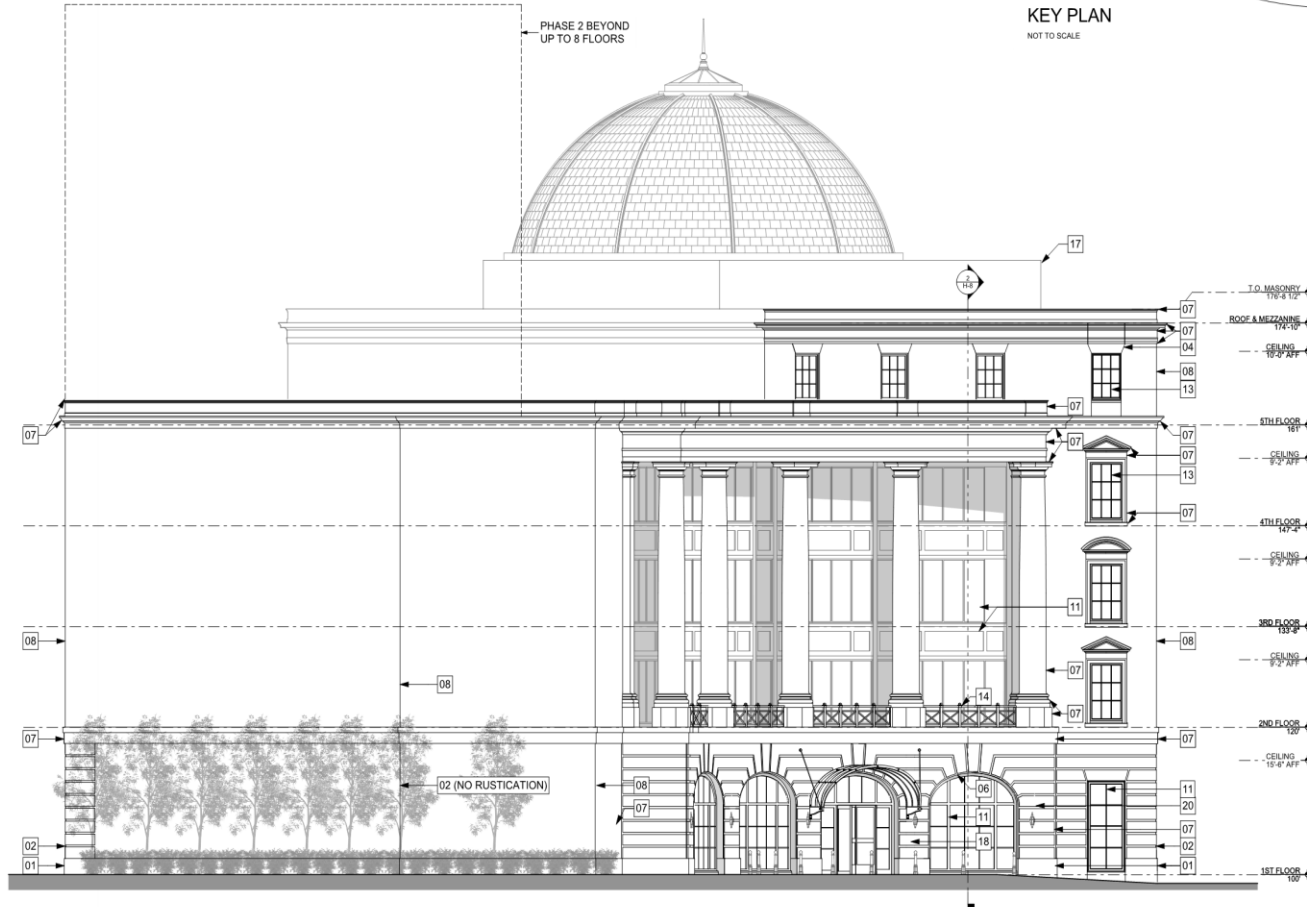 KEY PLAN
NOT TO SCALE
PHASE 2 BEYOND
UP TO 8 FLOORS
17
2
H-8
T.O. MASONRY
176'-8 1/2"
07
ROOF & MEZZANINE
174'-10"
07
04
CEILING
10'-0" AFF
08
13
07
07
07
5TH FLOOR
161'
07
07
CEILING
9'-2" AFF
13
07
4TH FLOOR
147'-4"
CEILING
9'-2" AFF
11
3RD FLOOR
133'-8"
08
08
CEILING
9'-2" AFF
07
08
14
07
2ND FLOOR
120'
07
07
CEILING
15'-6" AFF
02 (NO RUSTICATION)
08
06
11
07
20
11
07
02
18
02
01
01
1ST FLOOR
100'